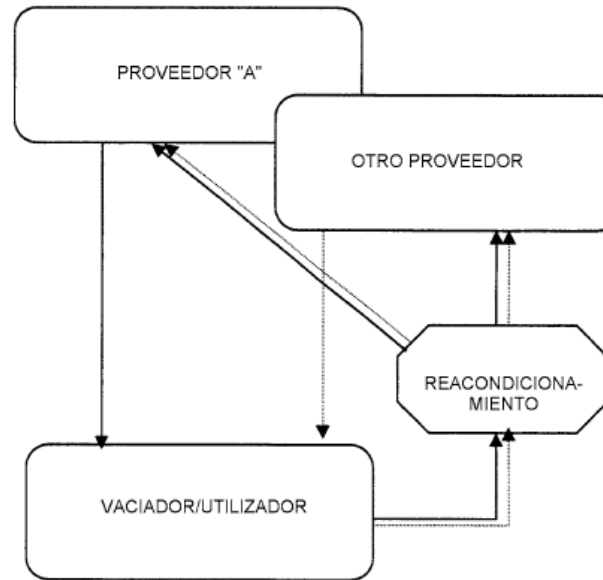 PROVEEDOR "A"
OTRO PROVEEDOR
REACONDICIONA-
MIENTO
VACIADOR/UTILIZADOR